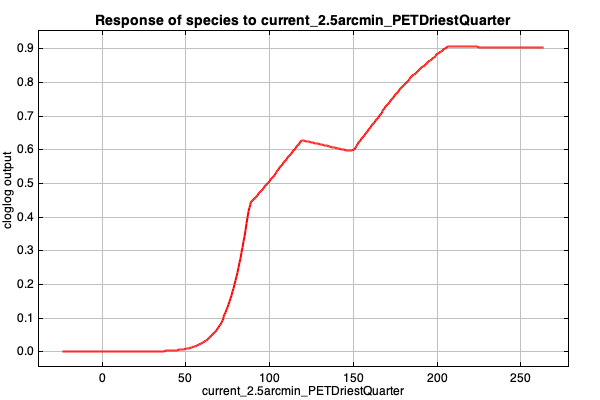 Response of species to current_2.5arcmin_PETDriestQuarter
0.9
0.8
0.7
0.6
0.5
0.4
0.3
0.2
0.1
0.0
cloglog output
0 50 100 150 200 250
current_2.5arcmin_PETDriestQuarter